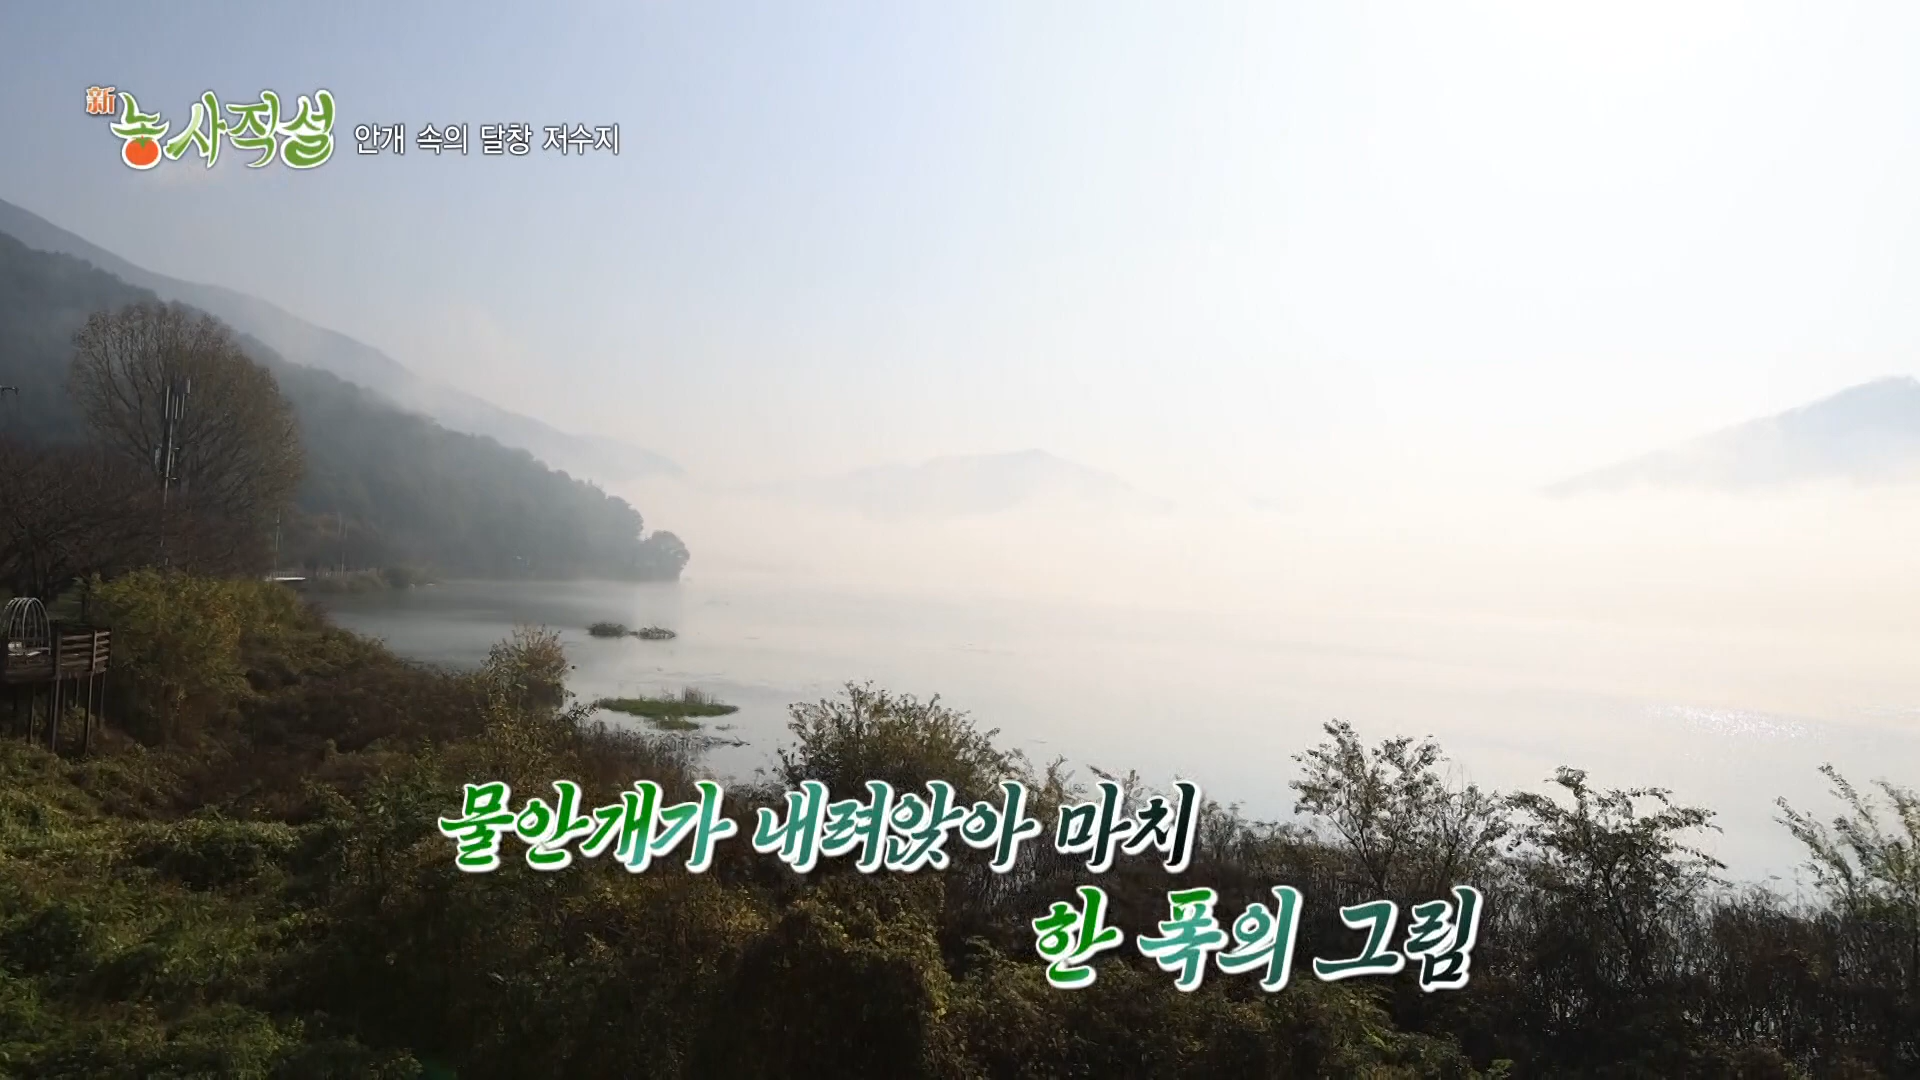 新 농사직설 안개 속의 달창 저수지
물안개가 내려앉아 마치
한 폭의 그림